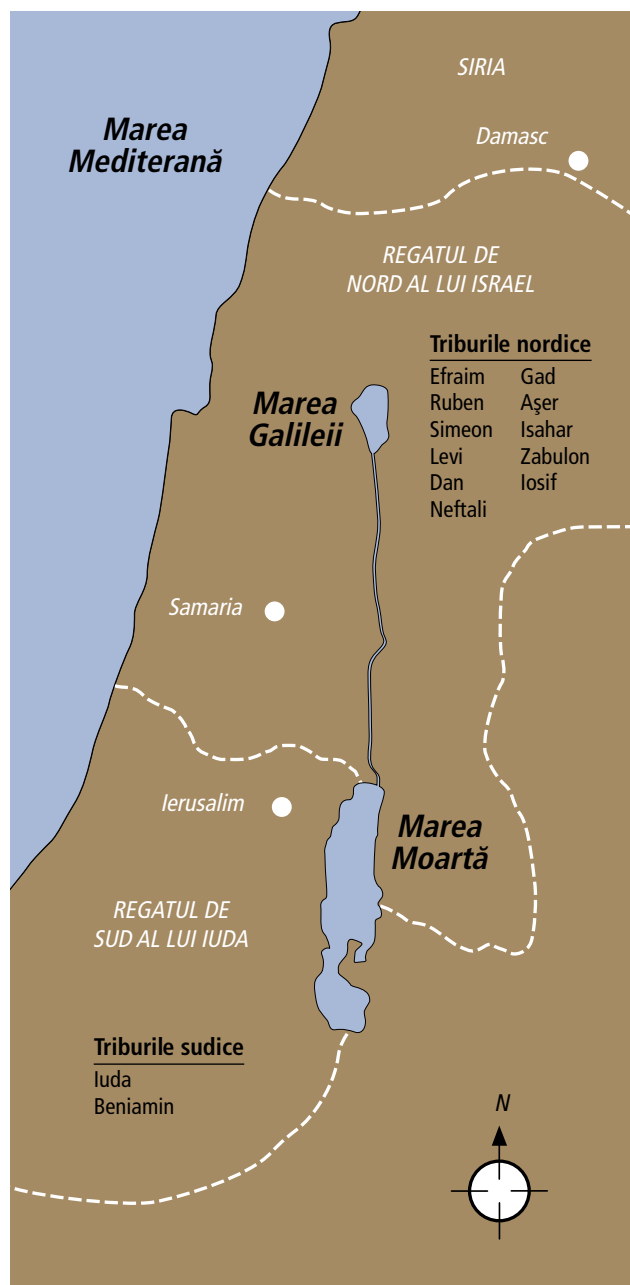 SIRIA
Damasc
Marea
Mediterană
REGATUL DE
NORD AL LUI ISRAEL
Triburile nordice
Efraim Gad
Ruben Aşer
Simeon Isahar
Levi Zabulon
Dan Iosif
Neftali
Marea
Galileii
Samaria
Ierusalim
Marea
Moartă
REGATUL DE
SUD AL LUI IUDA
Triburile sudice
Iuda
Beniamin
N